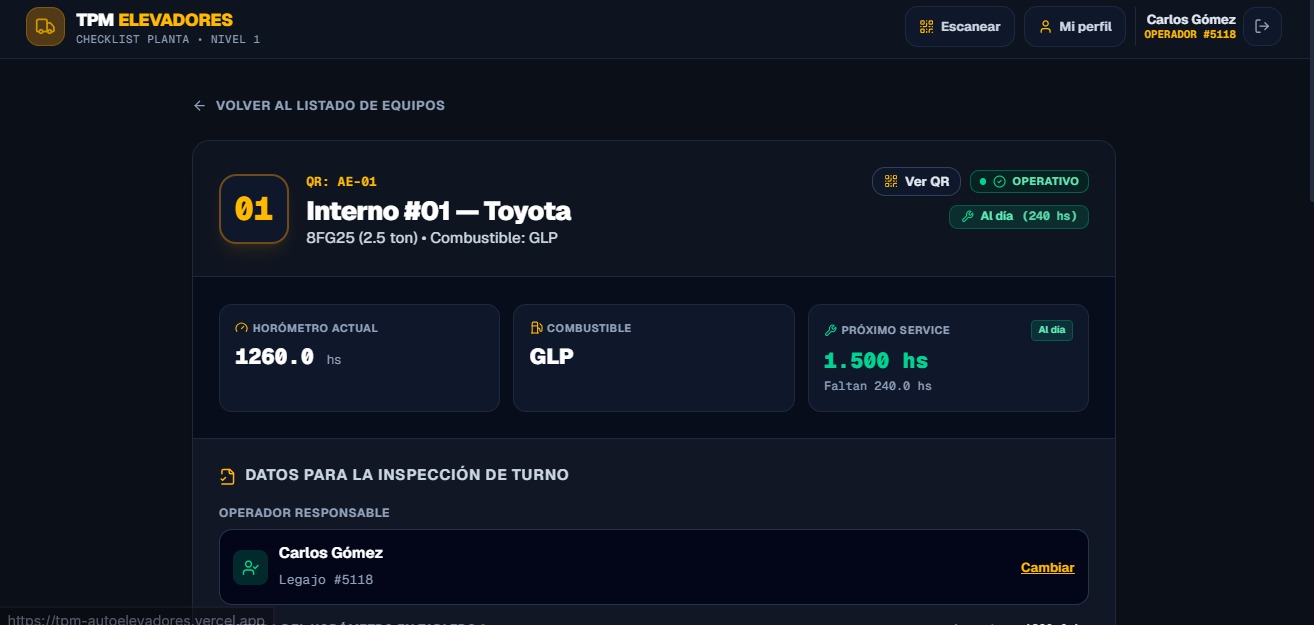 TPM ELEVADORES
CHECKLIST PLANTA • NIVEL 1
Escanear
Mi perfil
Carlos Gómez
OPERADOR #5118
VOLVER AL LISTADO DE EQUIPOS
01
QR: AE-01
Interno #01 — Toyota
8FG25 (2.5 ton) • Combustible: GLP
Ver QR
OPERATIVO
Al día (240 hs)
HORÓMETRO ACTUAL
1260.0 hs
COMBUSTIBLE
GLP
PRÓXIMO SERVICE
Al día
1.500 hs
Faltan 240.0 hs
DATOS PARA LA INSPECCIÓN DE TURNO
OPERADOR RESPONSABLE
Carlos Gómez
Legajo #5118
Cambiar
https://tpm-autoelevadores.vercel.app